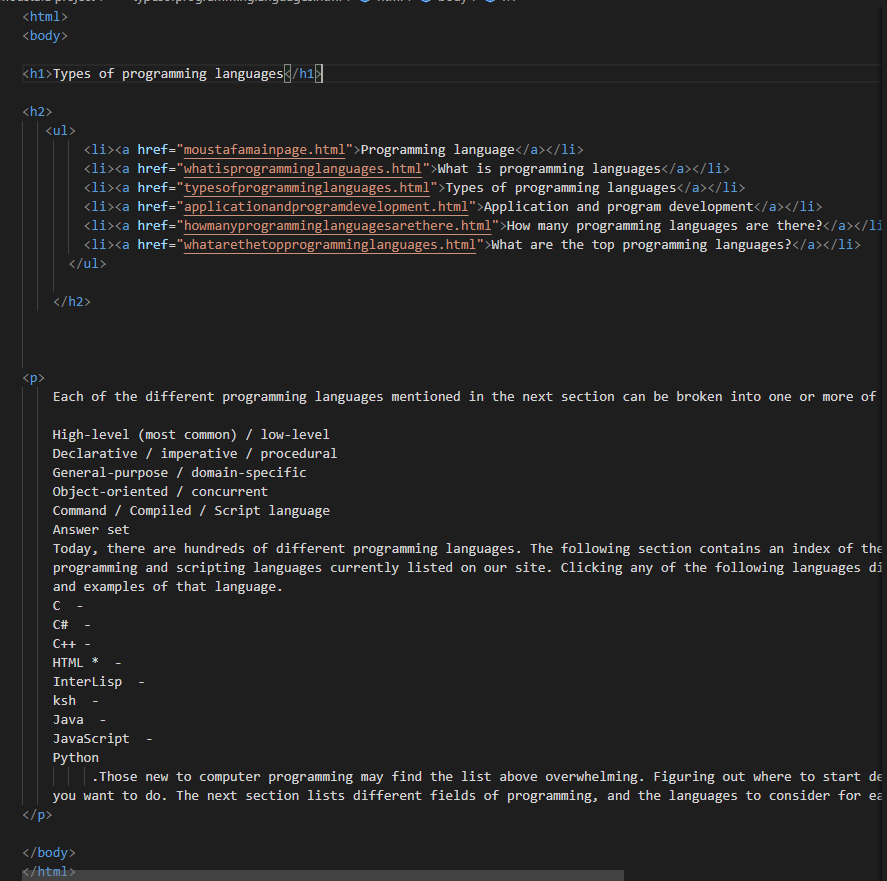 <html>
<body>
<h1>Types of programming languages</h1>
<h2>
<ul>
<li><a href="moustafamainpage.html">Programming language</a></li>
<li><a href="whatisprogramminglanguages.html">What is programming languages</a></li>
<li><a href="typesofprogramminglanguages.html">Types of programming languages</a></li>
<li><a href="applicationandprogramdevelopment.html">Application and program development</a></li>
<li><a href="howmanyprogramminglanguagesarethere.html">How many programming languages are there?</a></li
<li><a href="whatarethetopprogramminglanguages.html">What are the top programming languages?</a></li>
</ul>
</h2>
<p>
Each of the different programming languages mentioned in the next section can be broken into one or more of
High-level (most common) / low-level
Declarative / imperative / procedural
General-purpose / domain-specific
Object-oriented / concurrent
Command / Compiled / Script language
Answer set
Today, there are hundreds of different programming languages. The following section contains an index of the
programming and scripting languages currently listed on our site. Clicking any of the following languages di
and examples of that language.
C  -
C#  -
C++ -
HTML *  -
InterLisp  -
ksh  -
Java  -
JavaScript  -
Python
.Those new to computer programming may find the list above overwhelming. Figuring out where to start de
you want to do. The next section lists different fields of programming, and the languages to consider for ea
</p>
</body>
</html>